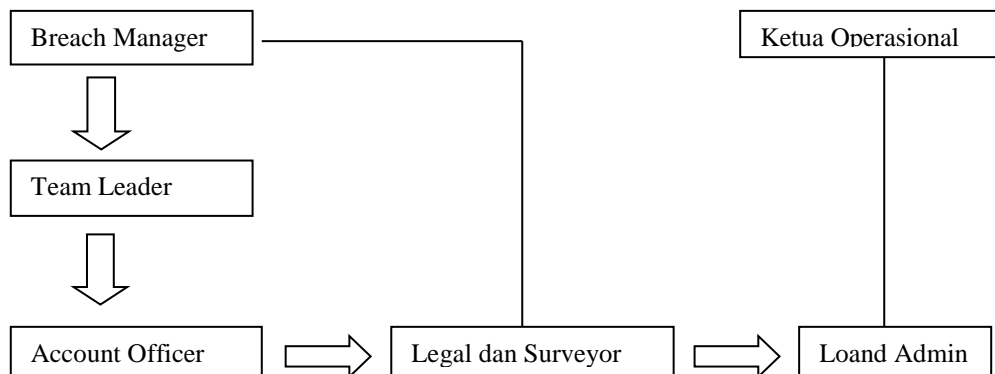 Breach Manager
Ketua Operasional
Team Leader
Account Officer
Legal dan Surveyor
Loand Admin